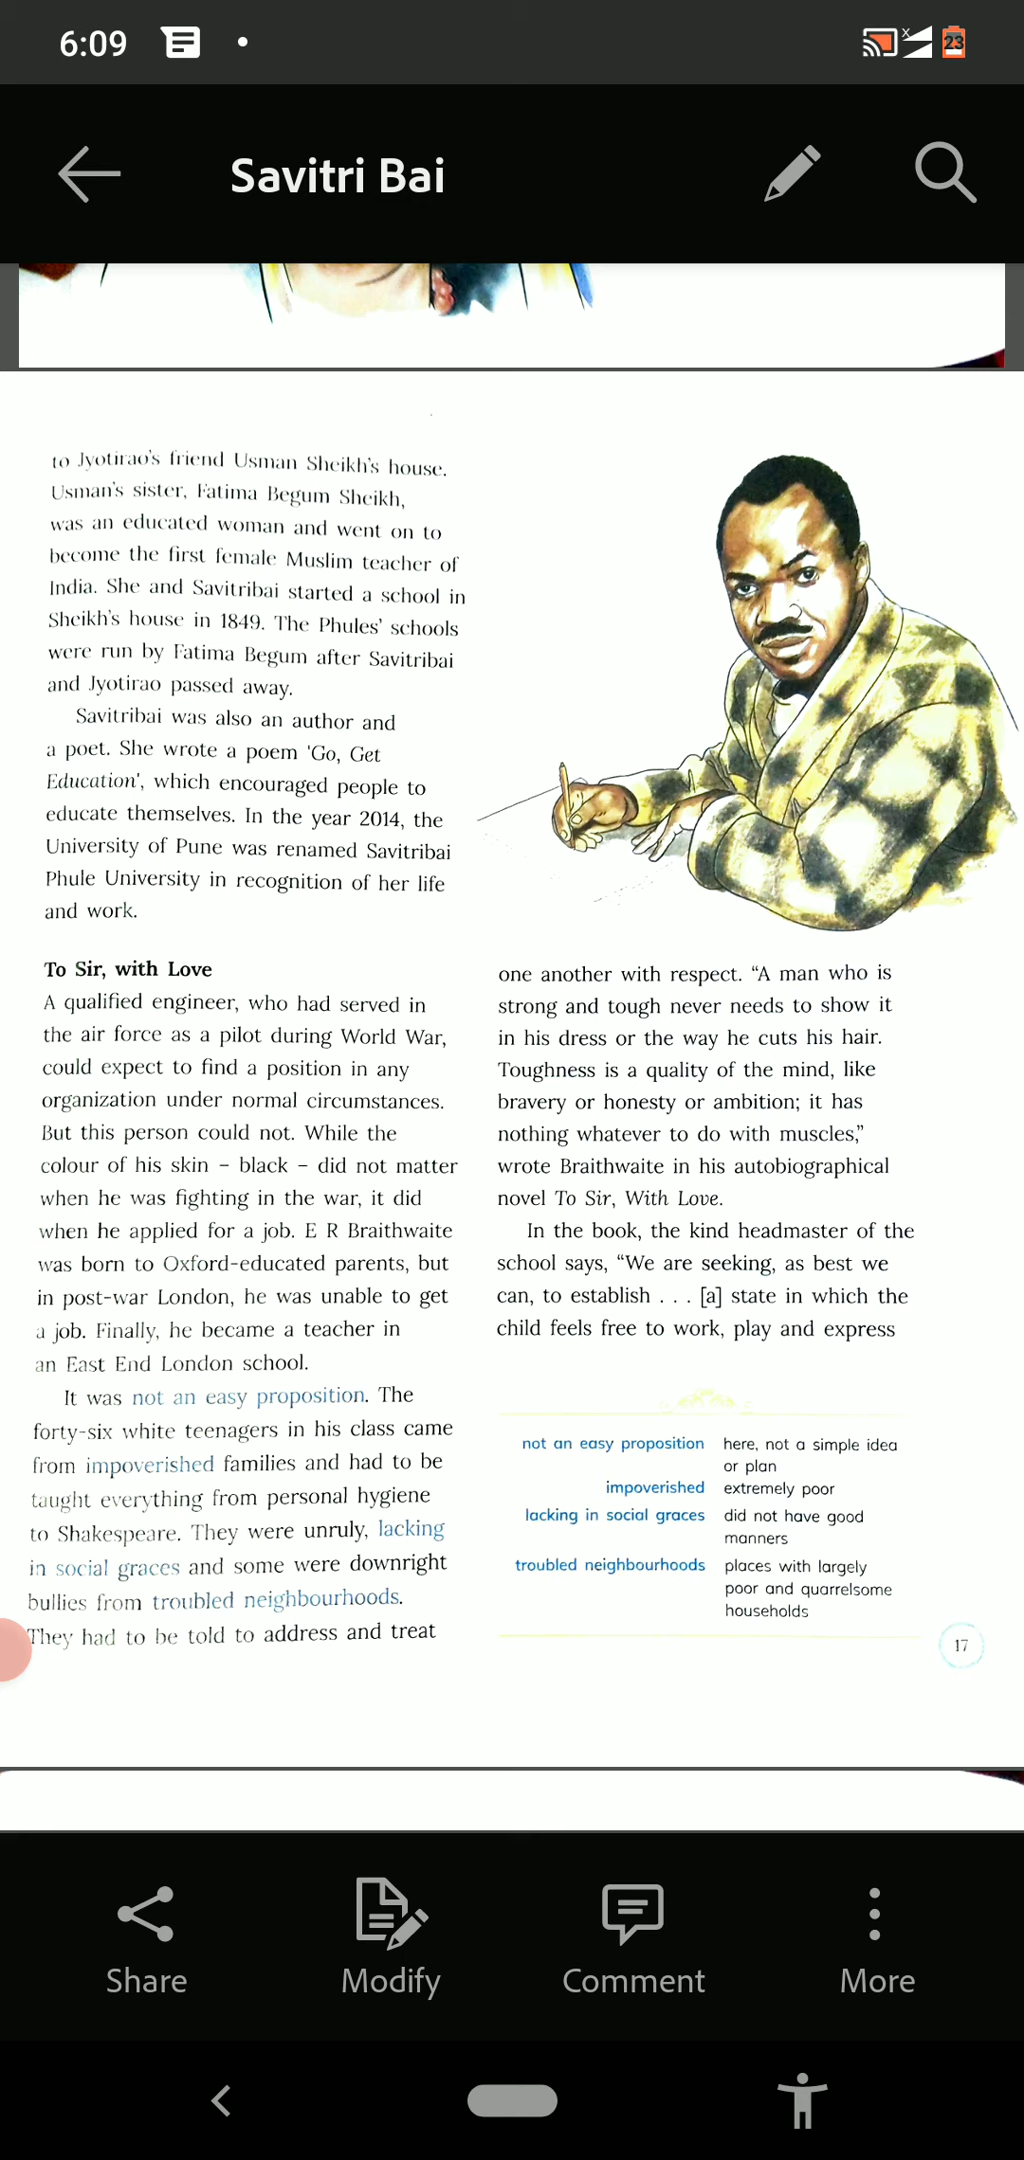 6:09
23
Savitri Bai
to Jyotirao's friend Usman Sheikh's house.
Usman's sister, Fatima Begum Sheikh,
was an educated woman and went on to
become the first female Muslim teacher of
India. She and Savitribai started a school in
Sheikh's house in 1849. The Phules' schools
were run by Fatima Begum after Savitribai
and Jyotirao passed away.
Savitribai was also an author and
a poet. She wrote a poem 'Go, Get
Education', which encouraged people to
educate themselves. In the year 2014, the
University of Pune was renamed Savitribai
Phule University in recognition of her life
and work.
To Sir, with Love
A qualified engineer, who had served in
the air force as a pilot during World War,
could expect to find a position in any
organization under normal circumstances.
But this person could not. While the
colour of his skin – black – did not matter
when he was fighting in the war, it did
when he applied for a job. E R Braithwaite
was born to Oxford-educated parents, but
in post-war London, he was unable to get
a job. Finally, he became a teacher in
an East End London school.
It was not an easy proposition. The
forty-six white teenagers in his class came
from impoverished families and had to be
taught everything from personal hygiene
to Shakespeare. They were unruly, lacking
in social graces and some were downright
bullies from troubled neighbourhoods.
They had to be told to address and treat
one another with respect. “A man who is
strong and tough never needs to show it
in his dress or the way he cuts his hair.
Toughness is a quality of the mind, like
bravery or honesty or ambition; it has
nothing whatever to do with muscles,”
wrote Braithwaite in his autobiographical
novel To Sir, With Love.
In the book, the kind headmaster of the
school says, “We are seeking, as best we
can, to establish . . . [a] state in which the
child feels free to work, play and express
not an easy proposition here, not a simple idea
or plan
impoverished extremely poor
lacking in social graces did not have good
manners
troubled neighbourhoods places with largely
poor and quarrelsome
households
17
Share Modify Comment More